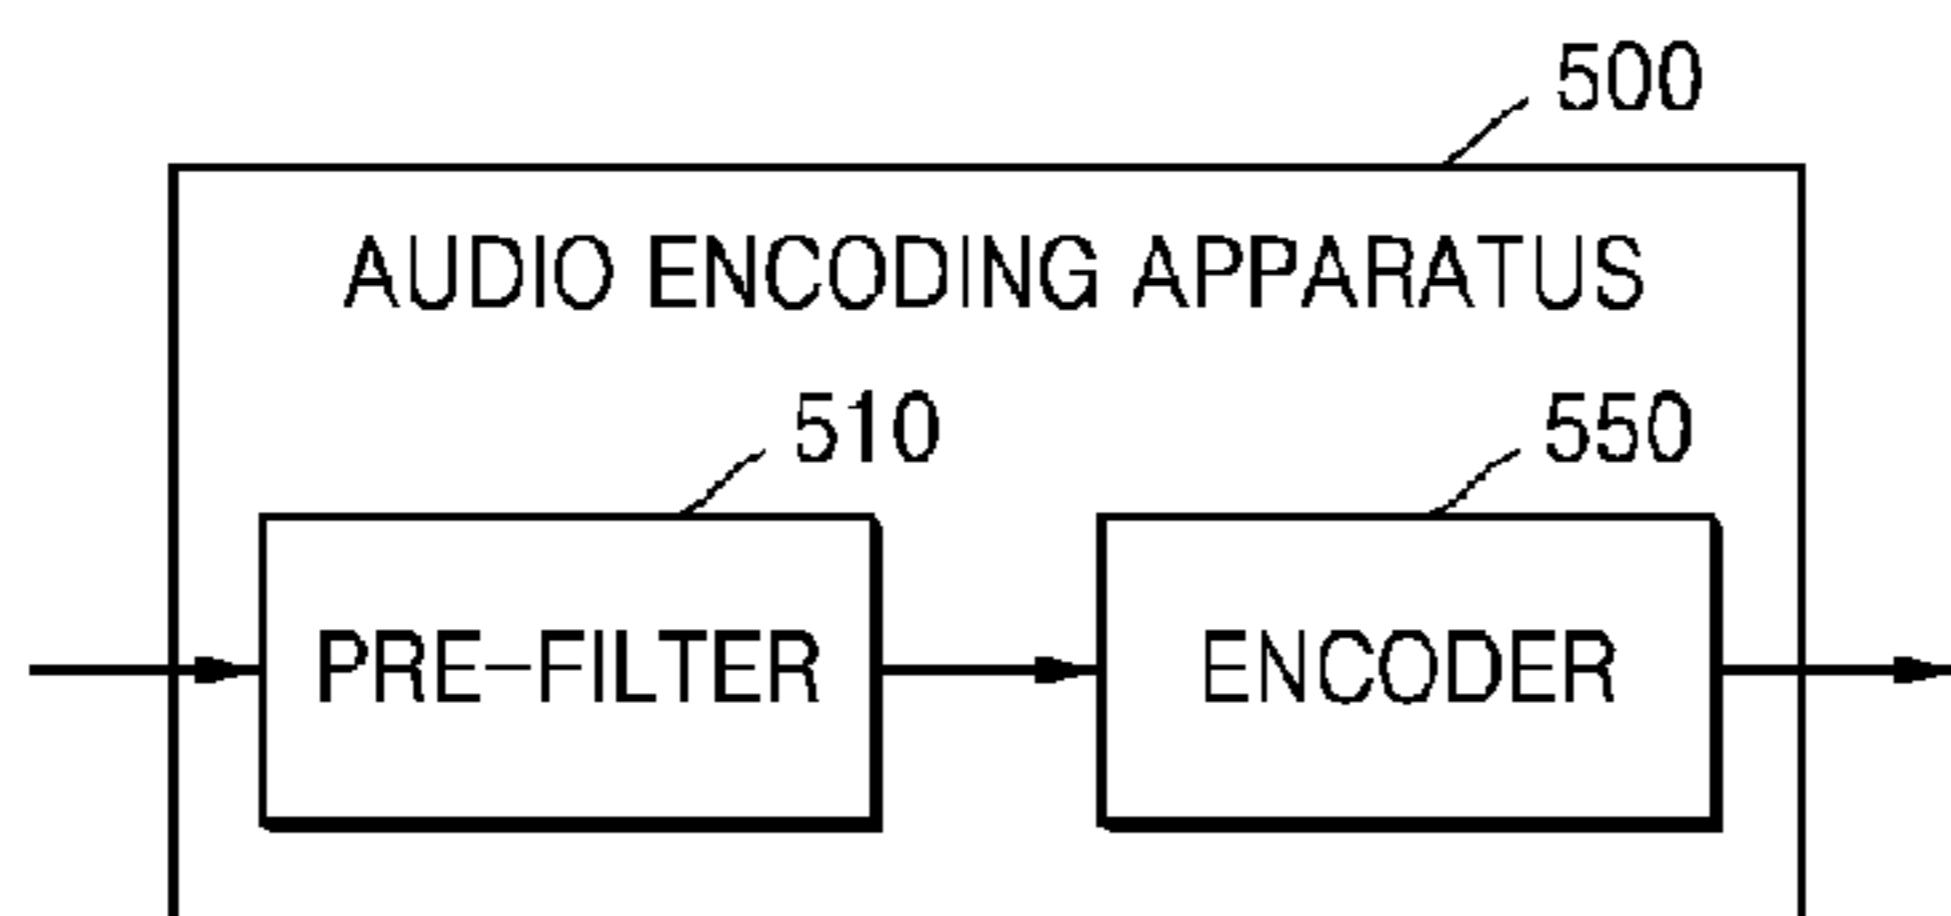 500
AUDIO ENCODING APPARATUS
510
550
PRE-FILTER
ENCODER